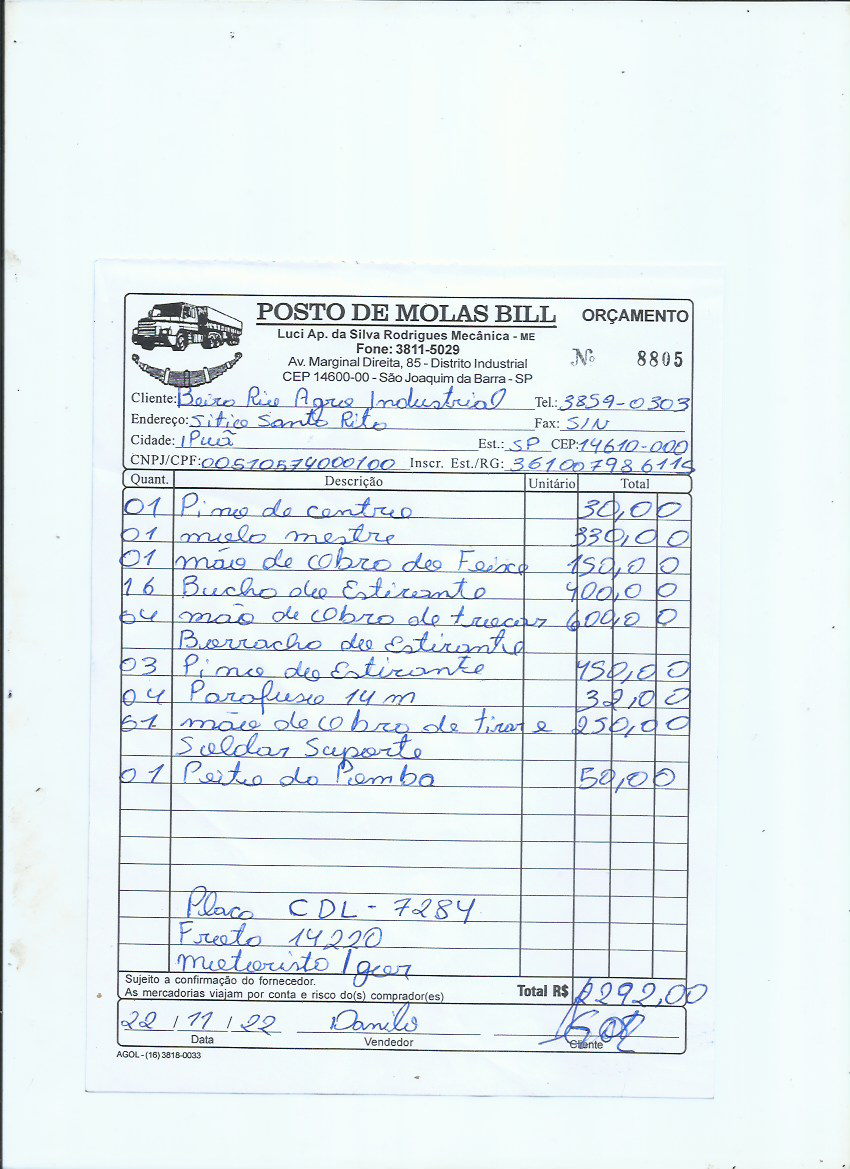 POSTO DE MOLAS BILL ORÇAMENTO
Luci Ap. da Silva Rodrigues Mecânica - ME
Fone: 3811-5029
Nº 8805
Av. Marginal Direita, 85 - Distrito Industrial
CEP 14600-00 - São Joaquim da Barra - SP
Cliente: Beira Rio Agro Industrial Tel.: 3859-0303
Endereço: Sitio Santa Rita Fax: S/N
Cidade: Ipuã Est.: SP CEP: 14610-000
CNPJ/CPF: 00510574000100 Inscr. Est./RG: 361007986115
Quant. Descrição Unitário Total
01 Pino de centro 30,00
01 mola mestre 330,00
01 mão de Obra do Feixe 150,00
16 Bucha do Estirante 400,00
04 mão de Obra de trocar 600,00
Borracha do Estirante
03 Pino do Estirante 450,00
04 Parafuso 14 m 32,00
01 mão de Obra de tirar e 250,00
Soldar Suporte
01 Peito do Pomba 50,00
Placa CDL - 7284
Frota 14220
motorista Igor
Sujeito a confirmação do fornecedor.
As mercadorias viajam por conta e risco do(s) comprador(es)
Total R$ 2292,00
22 / 11 / 22 Danilo Igor
Data Vendedor Cliente
AGOL - (16) 3818-0033